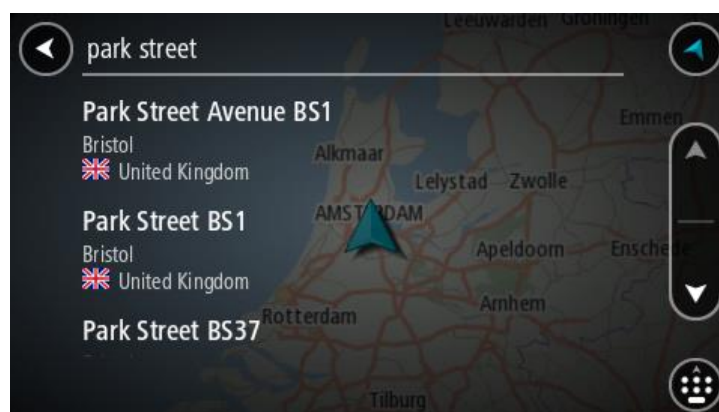 Leeuwarden Groningen
park street
Park Street Avenue BS1
Emmen
Bristol
Alkmaar
United Kingdom
Lelystad Zwolle
Park Street BS1
AMSTERDAM
Bristol
Apeldoorn
United Kingdom
Arnhem
Rotterdam
Park Street BS37
Tilburg